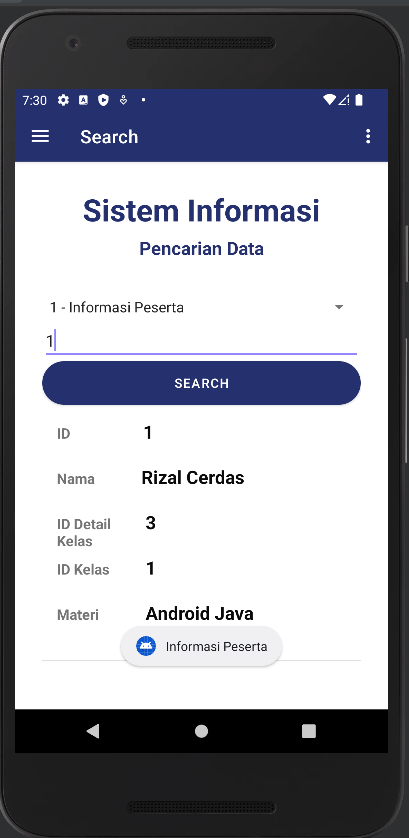 7:30
Search
Sistem Informasi
Pencarian Data
1 - Informasi Peserta
1
SEARCH
ID 1
Nama Rizal Cerdas
ID Detail Kelas 3
ID Kelas 1
Materi Android Java
Informasi Peserta